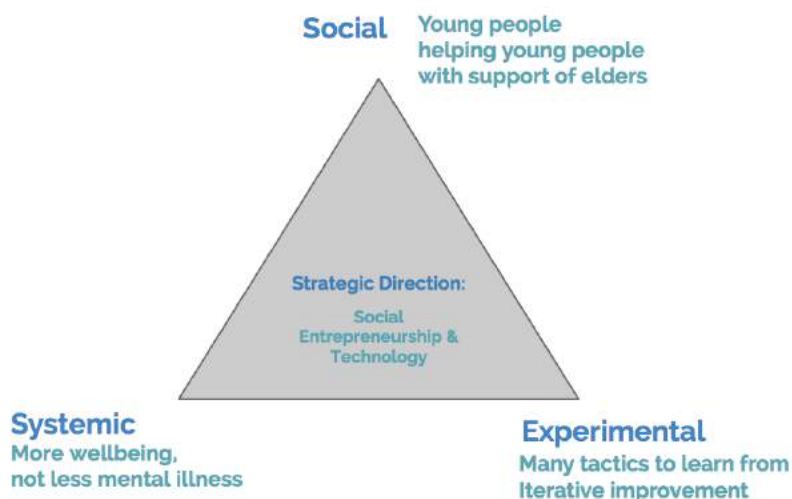 Social
Young people
helping young people
with support of elders
Strategic Direction:
Social
Entrepreneurship &
Technology
Systemic
More wellbeing,
not less mental illness
Experimental
Many tactics to learn from
Iterative improvement